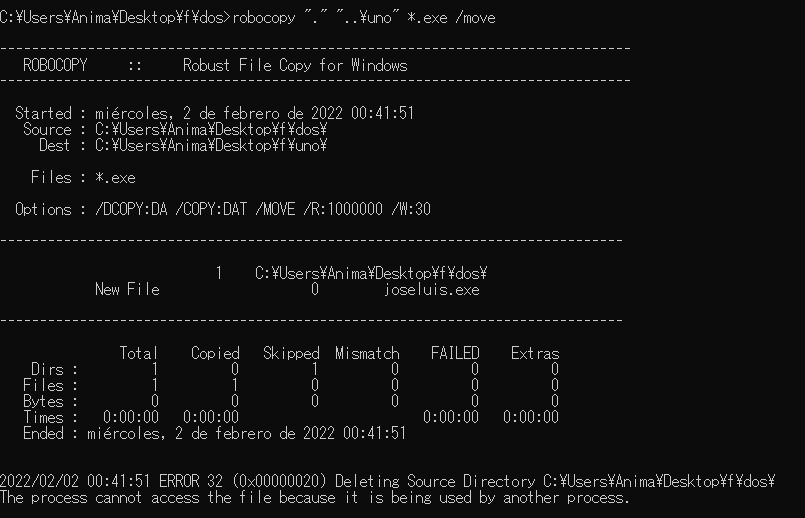 C:¥Users¥Anima¥Desktop¥f¥dos>robocopy "." "..¥uno" *.exe /move
-------------------------------------------------------------------------------
ROBOCOPY     ::     Robust File Copy for Windows
-------------------------------------------------------------------------------
Started : miércoles, 2 de febrero de 2022 00:41:51
Source : C:¥Users¥Anima¥Desktop¥f¥dos¥
Dest : C:¥Users¥Anima¥Desktop¥f¥uno¥
Files : *.exe
Options : /DCOPY:DA /COPY:DAT /MOVE /R:1000000 /W:30
------------------------------------------------------------------------------
1    C:¥Users¥Anima¥Desktop¥f¥dos¥
New File                   0        joseluis.exe
------------------------------------------------------------------------------
Total    Copied   Skipped  Mismatch    FAILED    Extras
Dirs :         1         0         1         0         0         0
Files :         1         1         0         0         0         0
Bytes :         0         0         0         0         0         0
Times :   0:00:00   0:00:00                       0:00:00   0:00:00
Ended : miércoles, 2 de febrero de 2022 00:41:51
2022/02/02 00:41:51 ERROR 32 (0x00000020) Deleting Source Directory C:¥Users¥Anima¥Desktop¥f¥dos¥
The process cannot access the file because it is being used by another process.